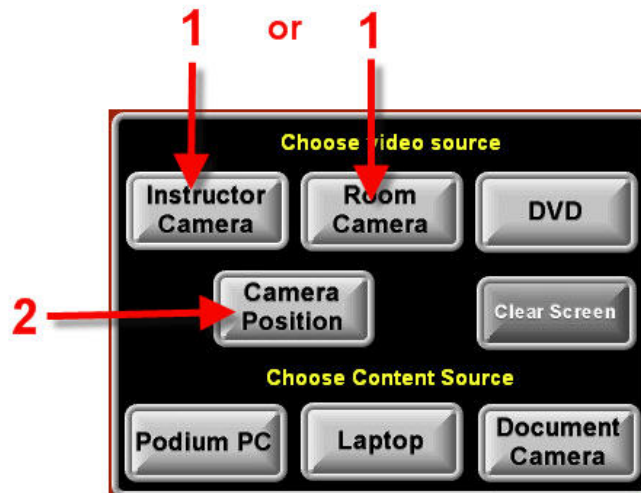 1 or 1
Choose video source
Instructor Camera
Room Camera
DVD
2
Camera Position
Clear Screen
Choose Content Source
Podium PC
Laptop
Document Camera